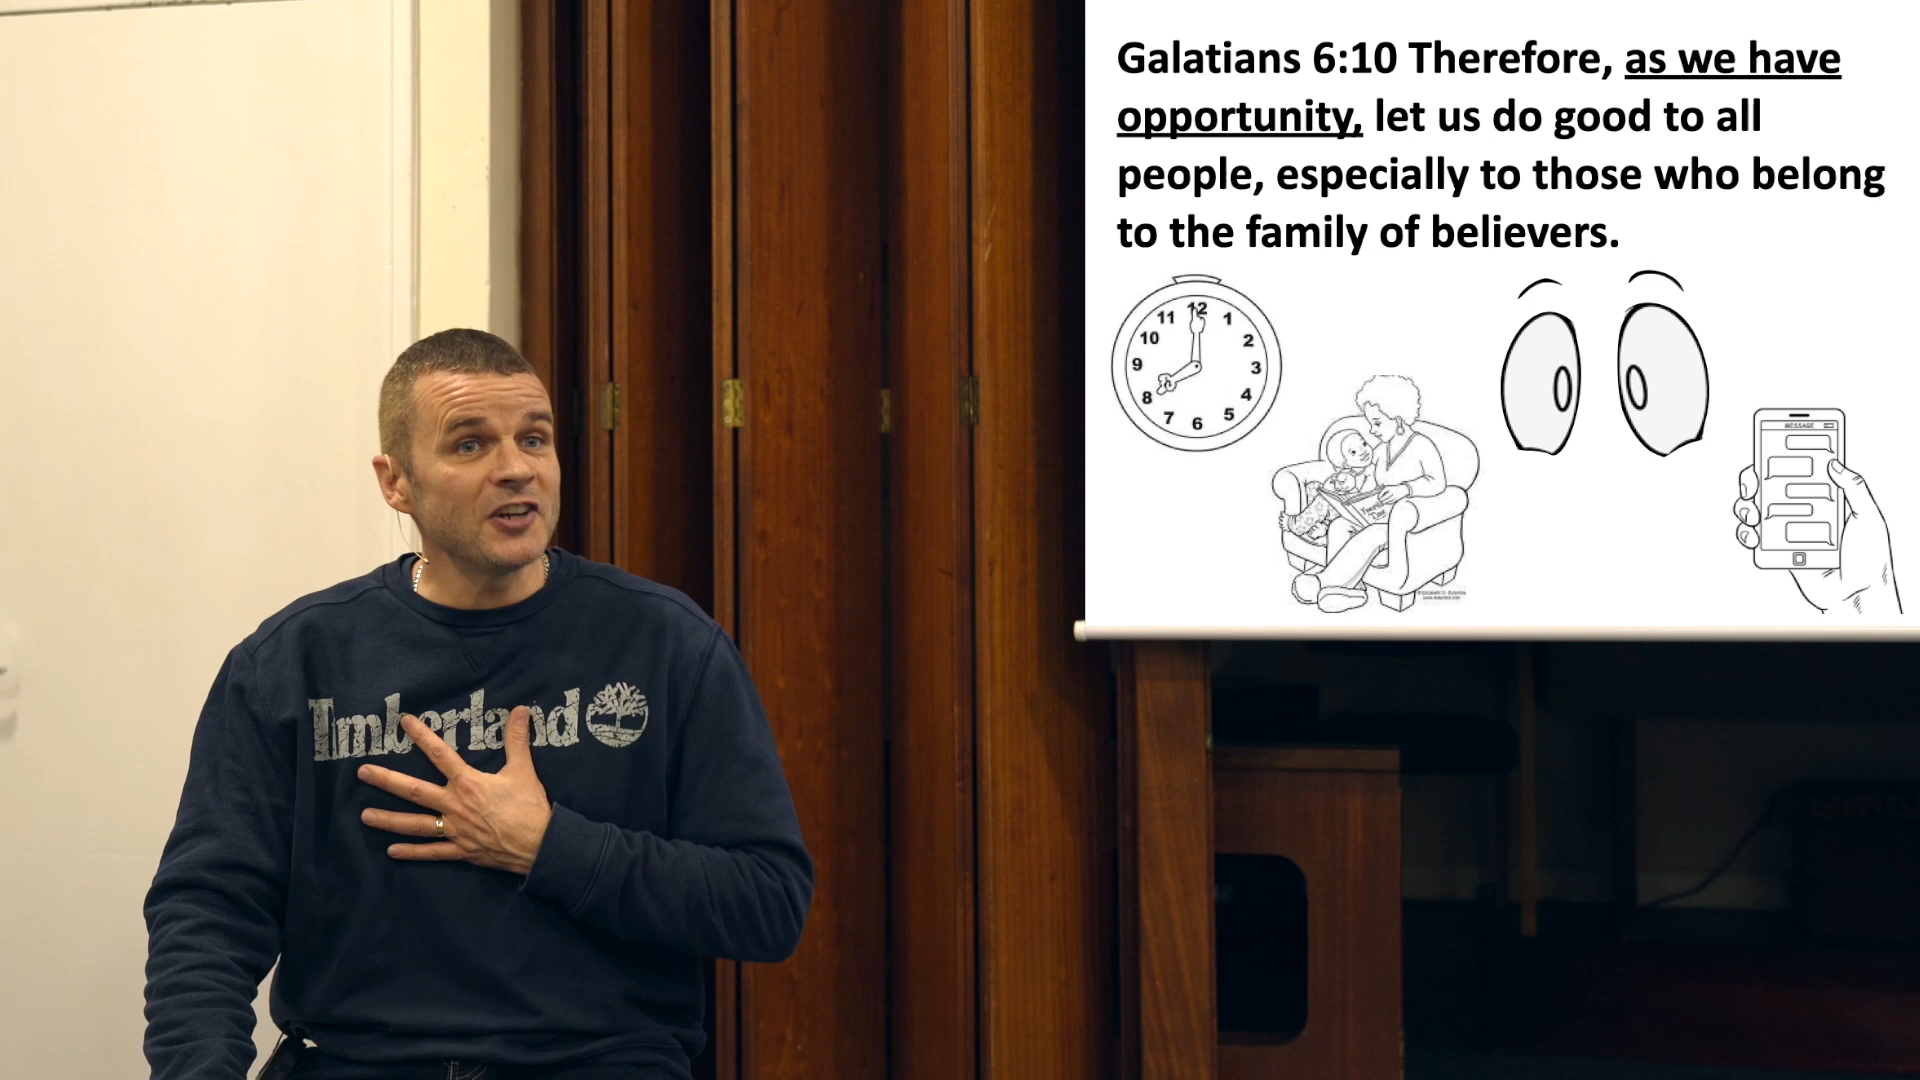 Galatians 6:10 Therefore, as we have
opportunity, let us do good to all
people, especially to those who belong
to the family of believers.
12
11
1
10
2
9
3
8
4
7
5
6
MESSAGE
Timberland